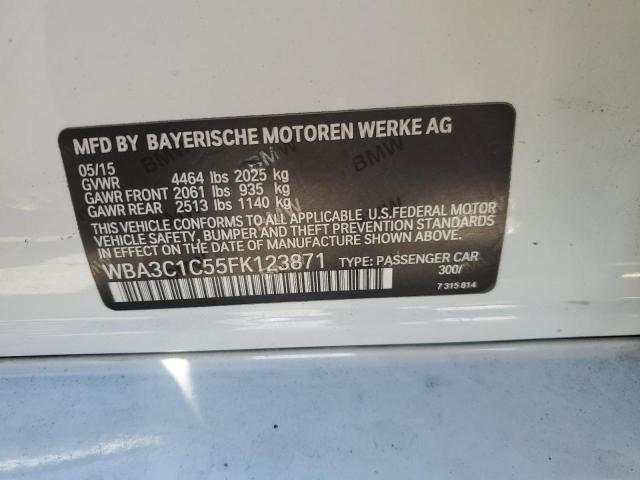 MFD BY BAYERISCHE MOTOREN WERKE AG
05/15
GVWR 4464 lbs 2025 kg
GAWR FRONT 2061 lbs 935 kg
GAWR REAR 2513 lbs 1140 kg
THIS VEHICLE CONFORMS TO ALL APPLICABLE U.S.FEDERAL MOTOR
VEHICLE SAFETY, BUMPER AND THEFT PREVENTION STANDARDS
IN EFFECT ON THE DATE OF MANUFACTURE SHOWN ABOVE.
WBA3C1C55FK123871 TYPE: PASSENGER CAR
300/
7 315 814
BMW
BMW
BMW